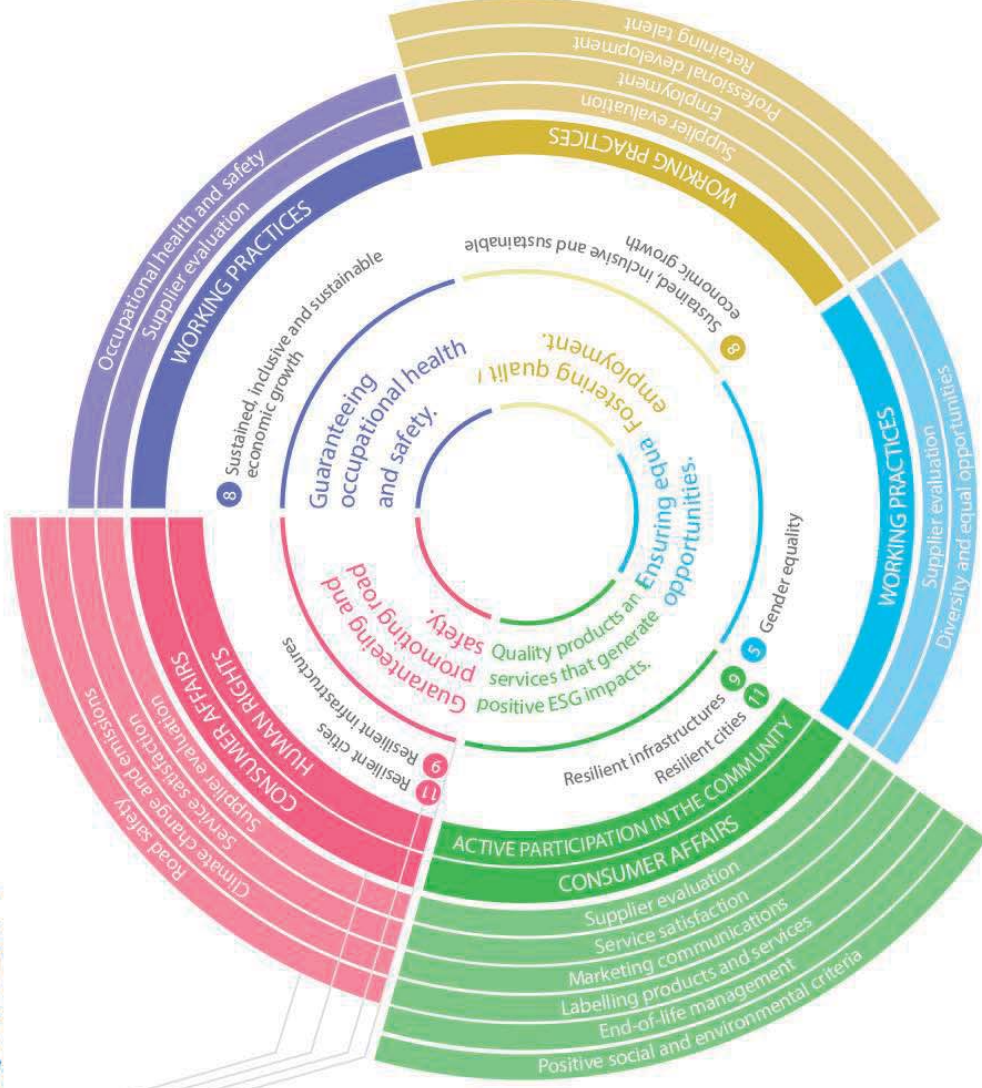 Retaining talent
Professional development
Employment
Supplier evaluation
WORKING PRACTICES
Sustained, inclusive and sustainable
economic growth
8
Fostering qualit
employment.
Diversity and equal opportunities
Supplier evaluation
WORKING PRACTICES
5 Gender equality
Ensuring equa
opportunities.
Quality products an
services that generate
positive ESG impacts.
Resilient infrastructures 9
Resilient cities 11
ACTIVE PARTICIPATION IN THE COMMUNITY
CONSUMER AFFAIRS
Supplier evaluation
Service satisfaction
Marketing communications
Labelling products and services
End-of-life management
Positive social and environmental criteria
Guaranteeing and
promoting road
safety.
9 Resilient infrastructures
11 Resilient cities
HUMAN RIGHTS
CONSUMER AFFAIRS
Supplier evaluation
Service satisfaction
Climate change and emissions
Road safety
Occupational health and safety
Supplier evaluation
WORKING PRACTICES
8 Sustained, inclusive and sustainable
economic growth
Guaranteeing
occupational health
and safety.